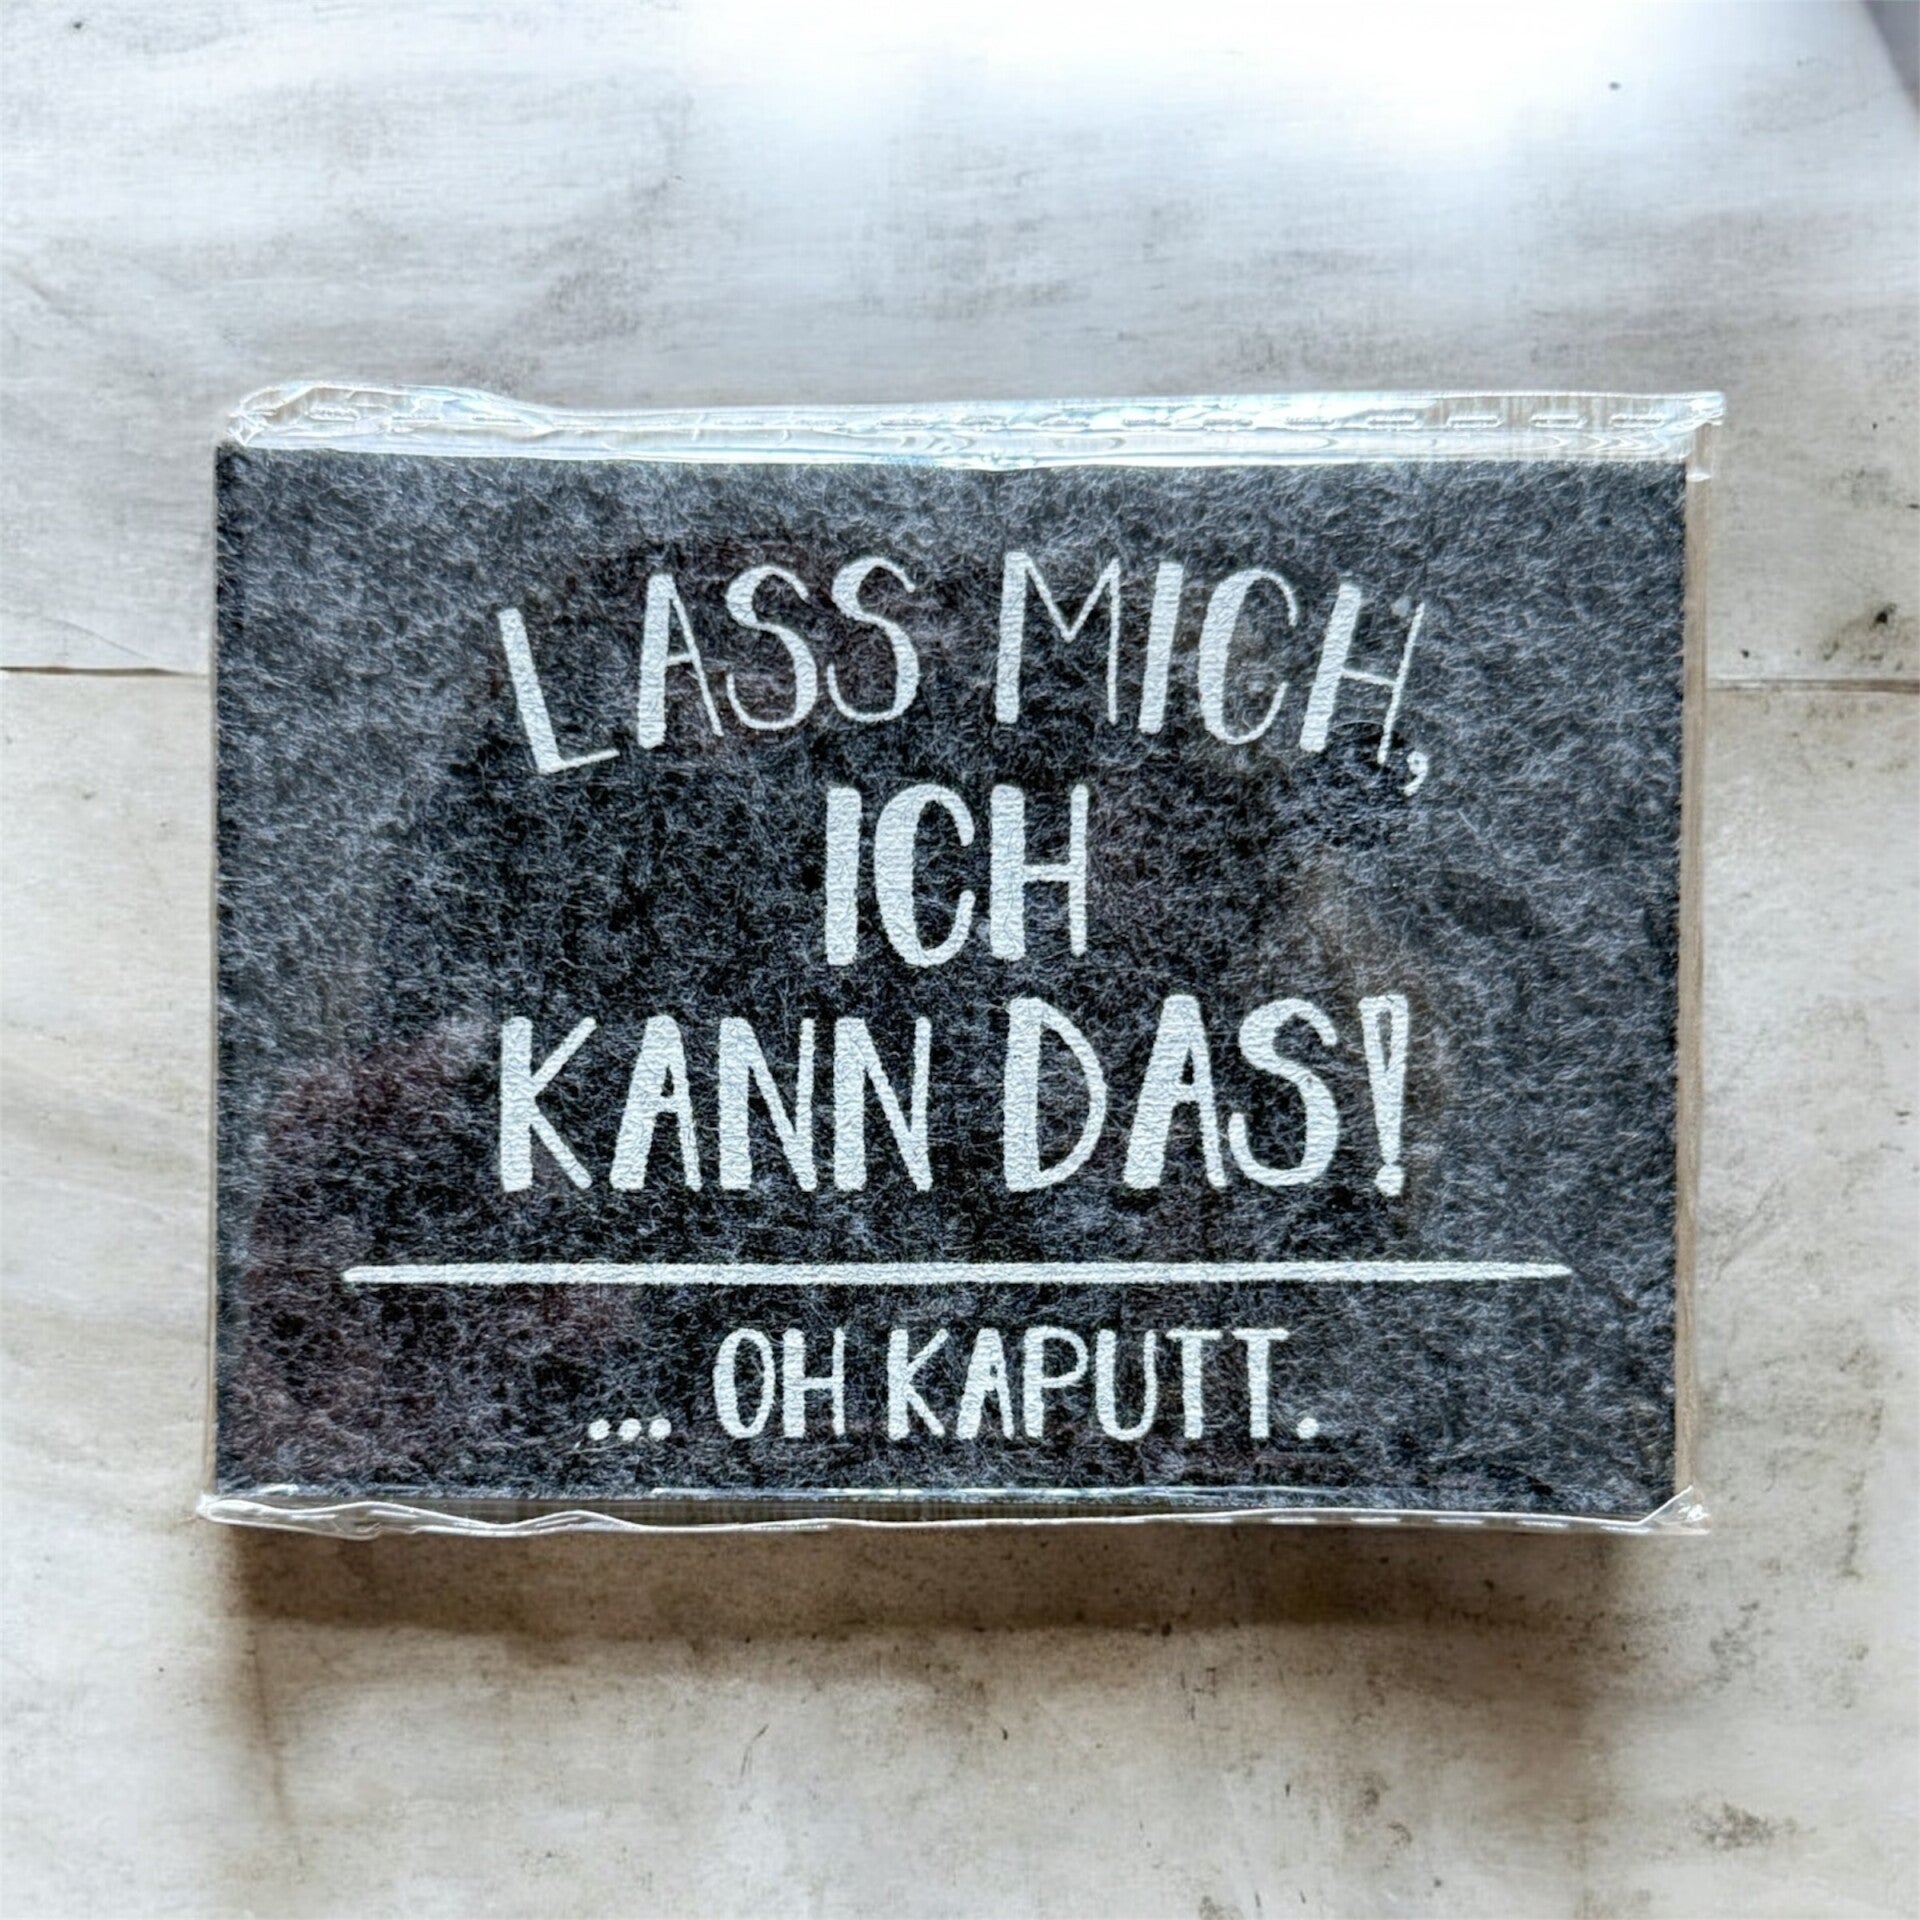 LASS MICH,
ICH
KANN DAS!
... OH KAPUTT.